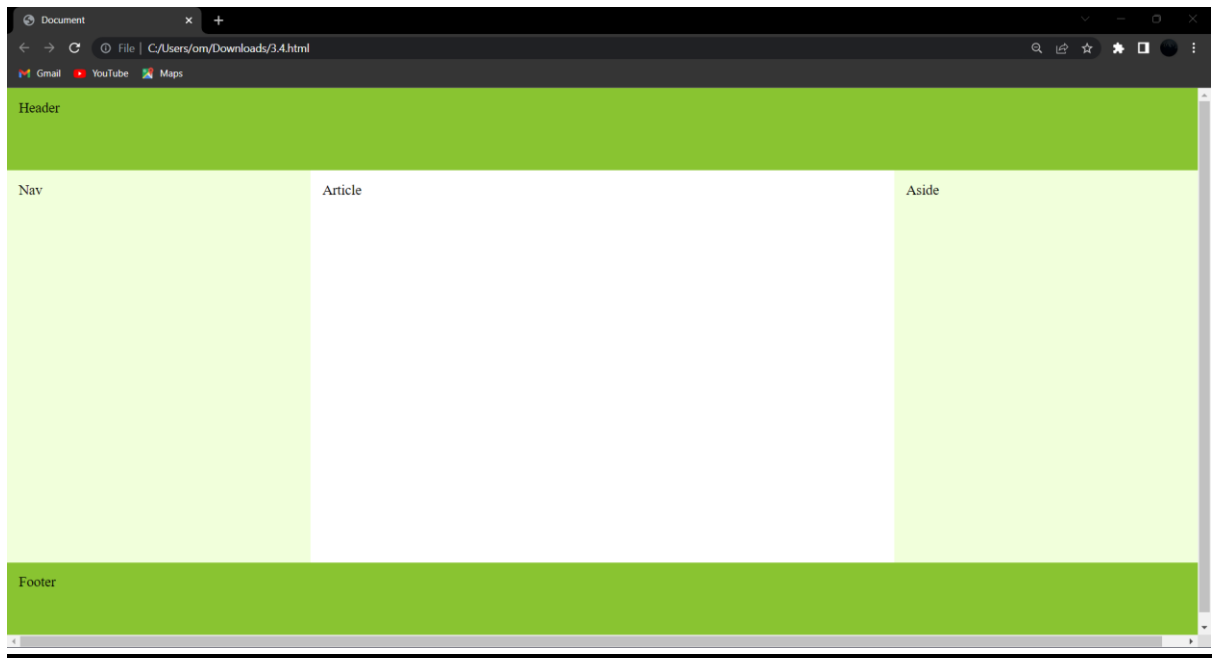 Document
File | C:/Users/om/Downloads/3.4.html
Gmail YouTube Maps
Header
Nav Article Aside
Footer